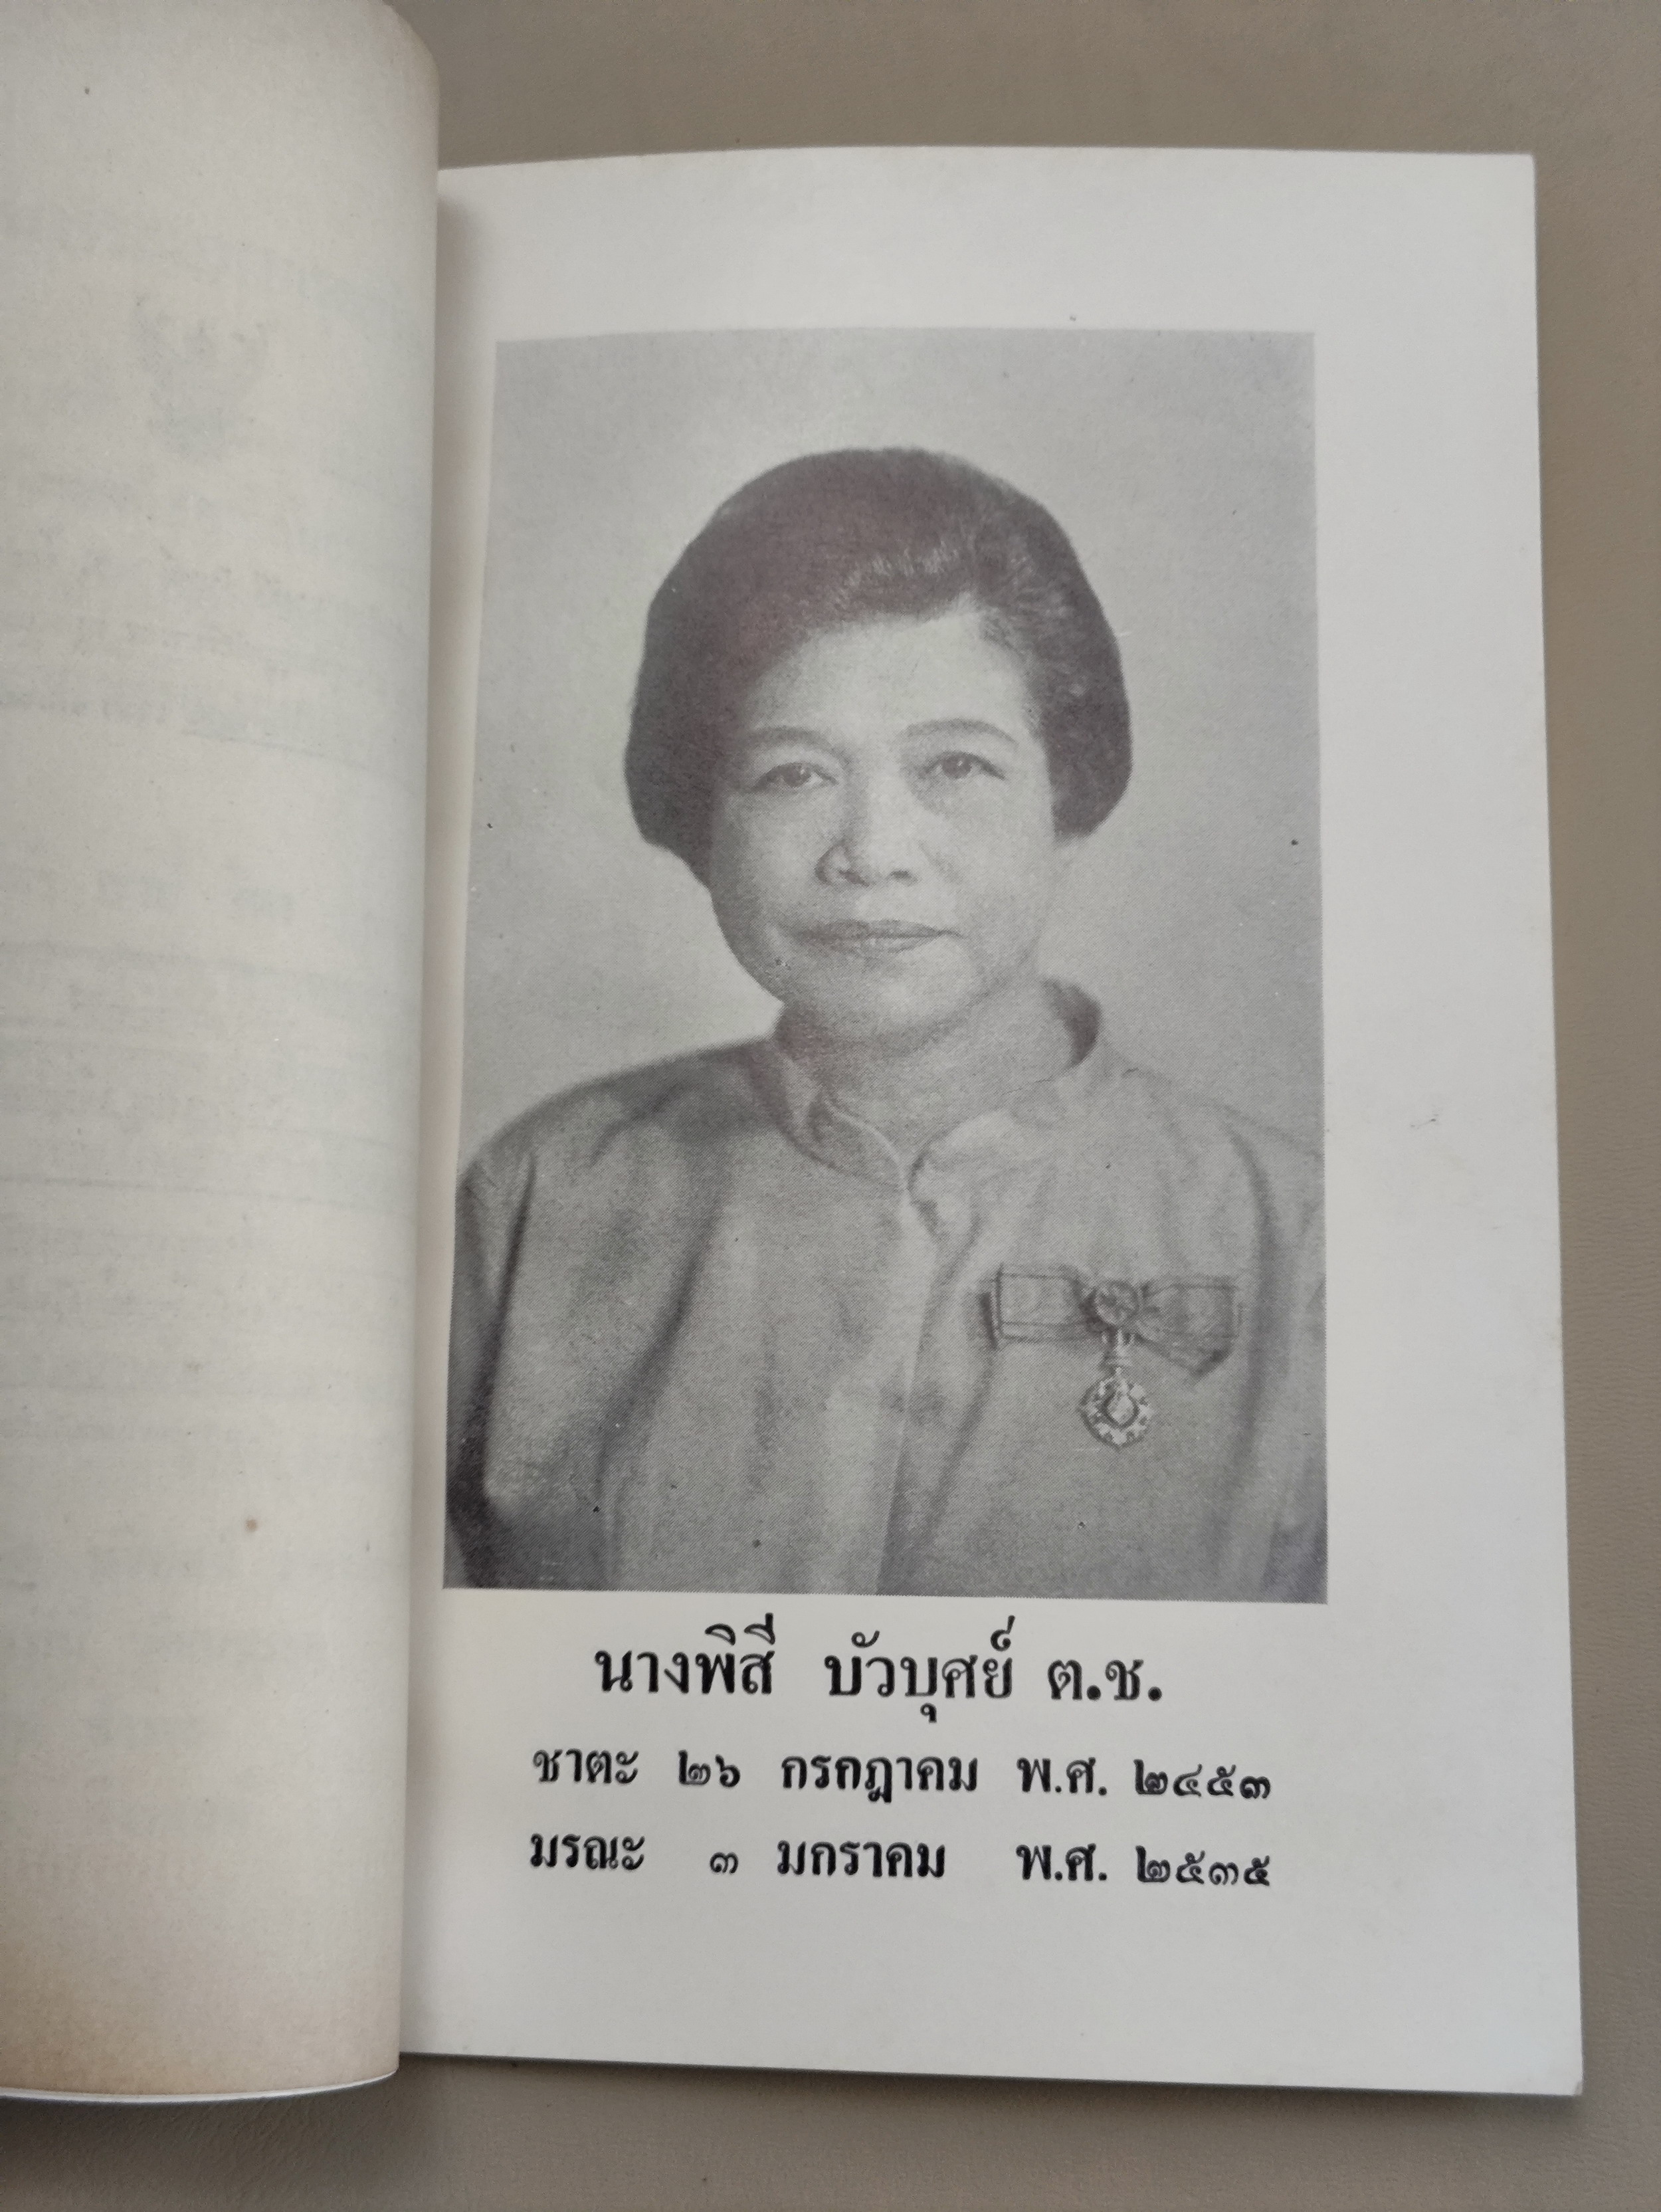 นางพิสี บัวบุศย์ ต.ช.
ชาตะ ๒๖ กรกฎาคม พ.ศ. ๒๔๕๓
มรณะ ๓ มกราคม พ.ศ. ๒๕๓๕